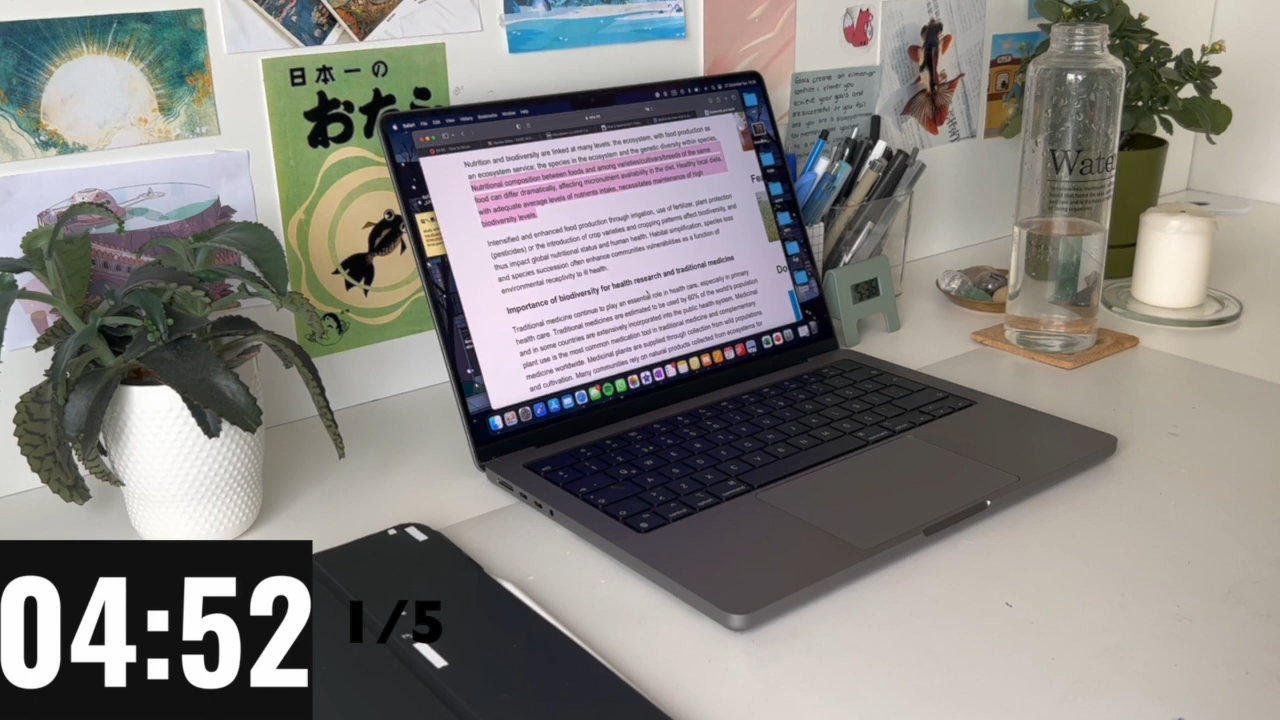 日本一の
おたら
Nutrition and biodiversity are linked at many levels: the ecosystem, with food production as
an ecosystem service; the species in the ecosystem and the genetic diversity within species.
Nutritional composition between foods and among varieties/cultivars/breeds of the same
food can differ dramatically, affecting micronutrient availability in the diet. Healthy local diets,
with adequate average levels of nutrients intake, necessitates maintenance of high
biodiversity levels.
Intensified and enhanced food production through irrigation, use of fertilizer, plant protection
(pesticides) or the introduction of crop varieties and cropping patterns affect biodiversity, and
thus impact global nutritional status and human health. Habitat simplification, species loss
and species succession often enhance communities vulnerabilities as a function of
environmental receptivity to ill health.
Importance of biodiversity for health research and traditional medicine
Traditional medicine continue to play an essential role in health care, especially in primary
health care. Traditional medicines are estimated to be used by 60% of the world's population
and in some countries are extensively incorporated into the public health system. Medicinal
plant use is the most common medication tool in traditional medicine and complementary
medicine worldwide. Medicinal plants are supplied through collection from wild populations
and cultivation. Many communities rely on natural products collected from ecosystems for
Fe
Do
Wate
04:52
1/5